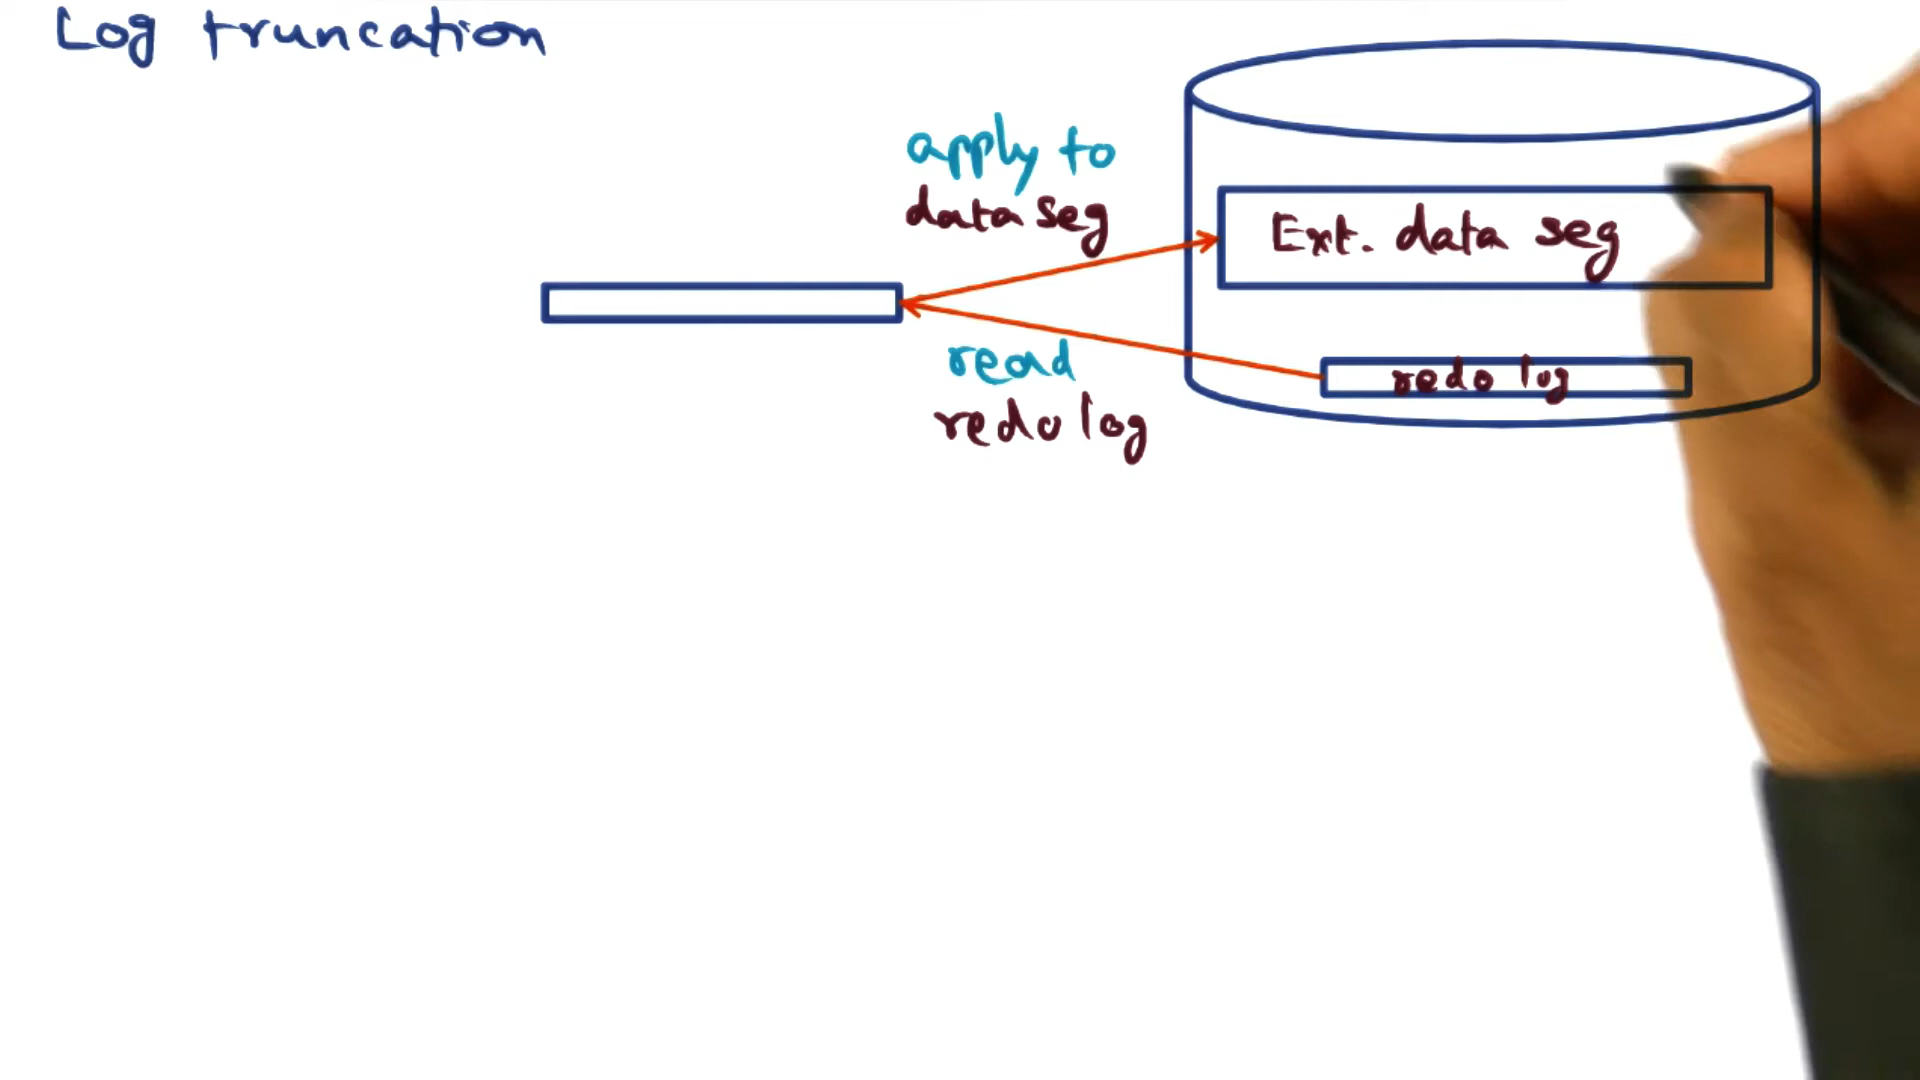 Log truncation
apply to
data seg
Ext. data seg
read
redo log
redo log